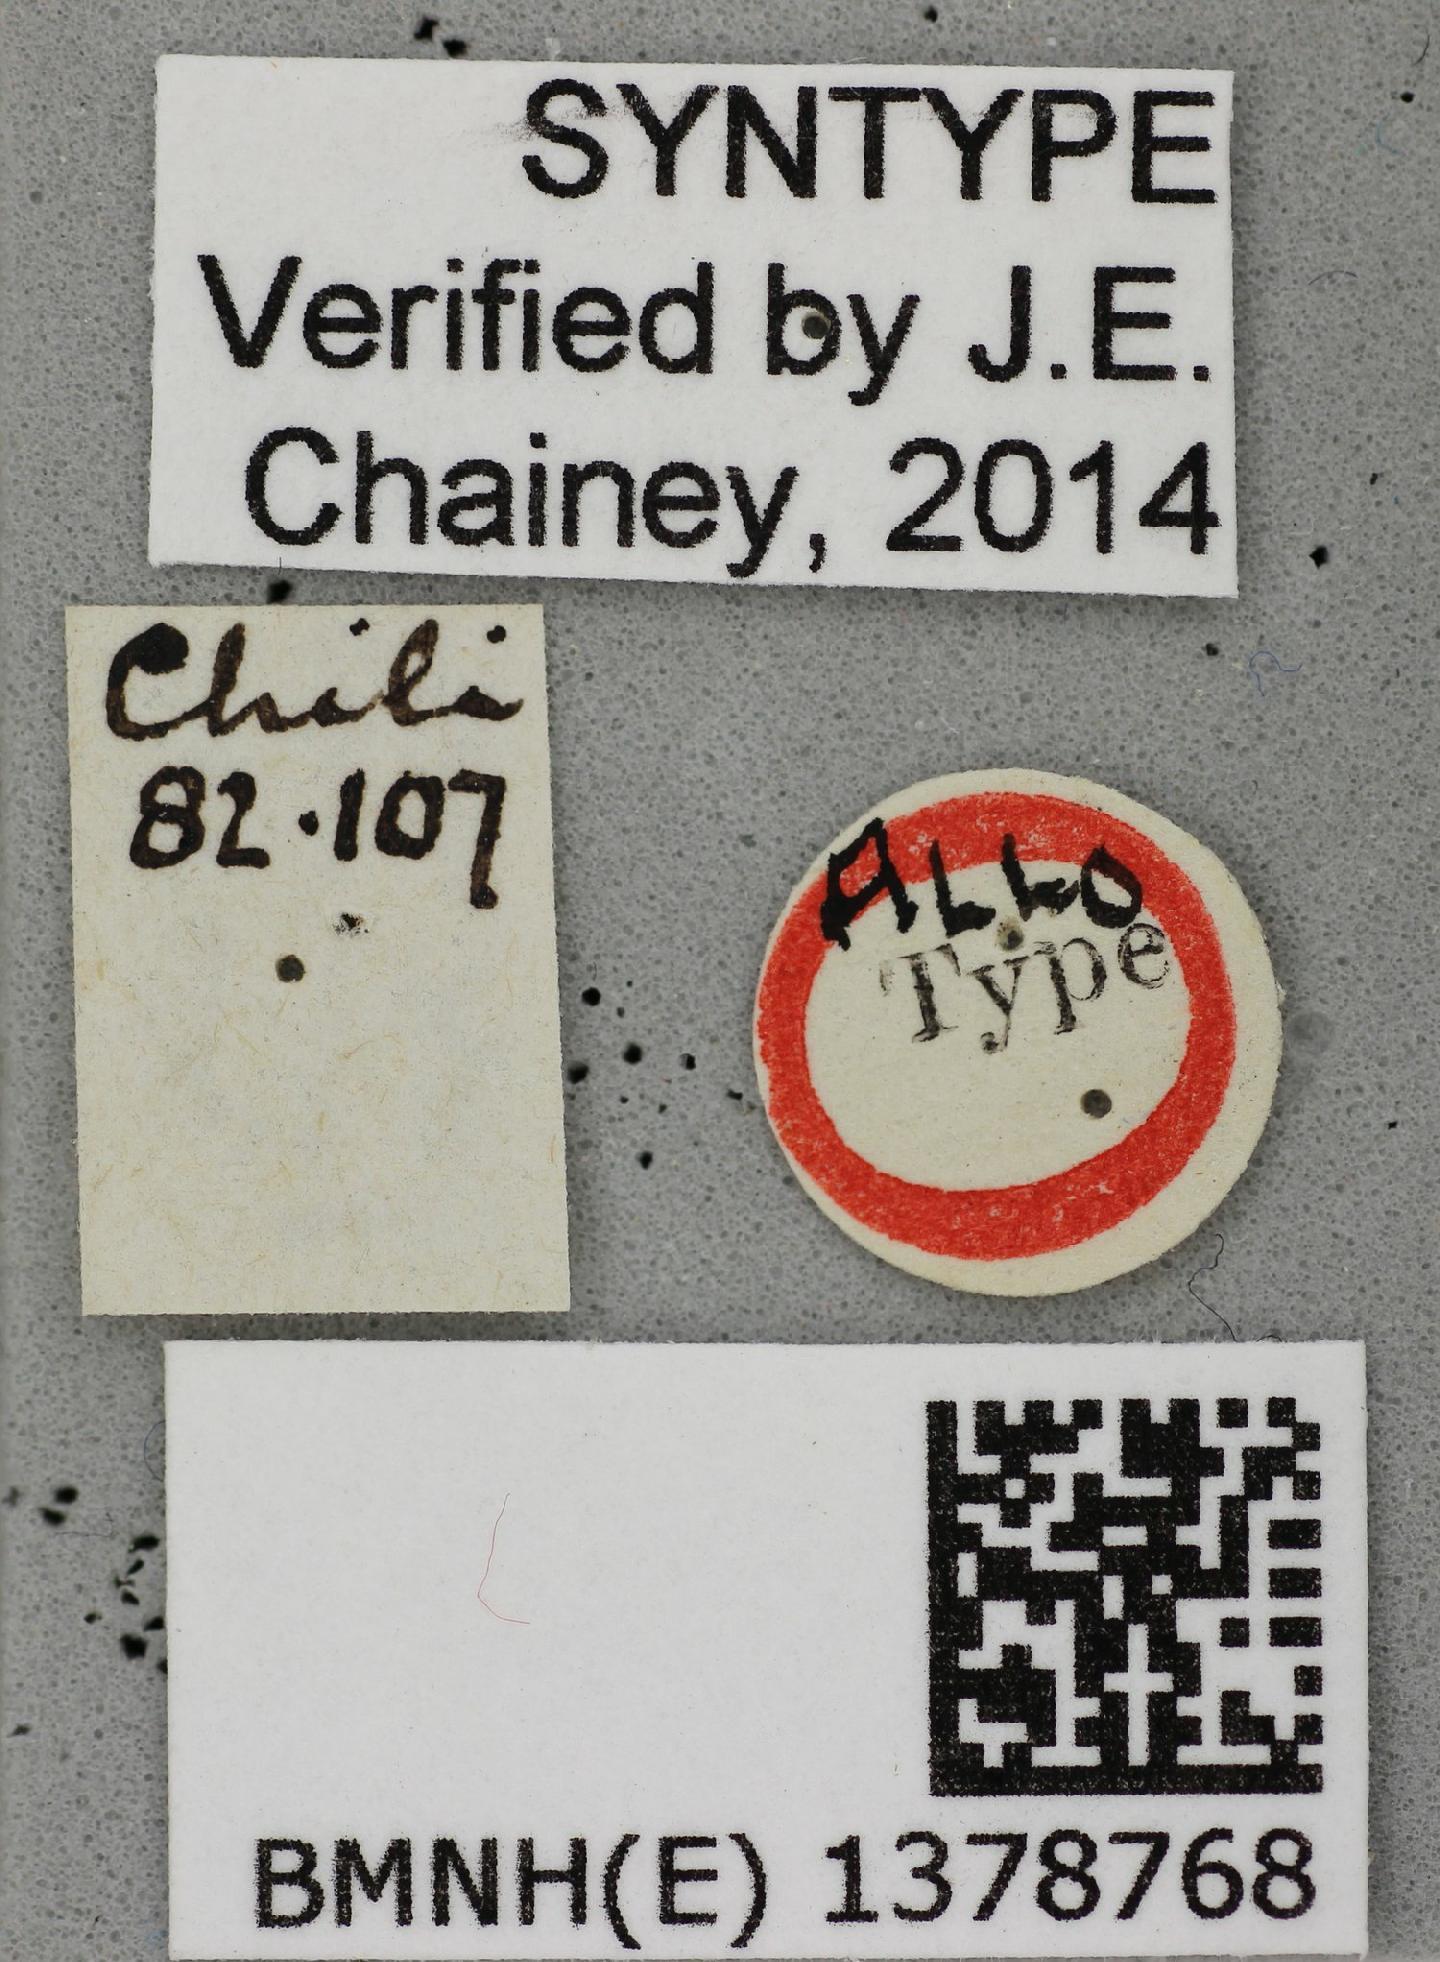 SYNTYPE
Verified by J.E.
Chainey, 2014
Chili
82.107
ALLO
Type
BMNH(E) 1378768